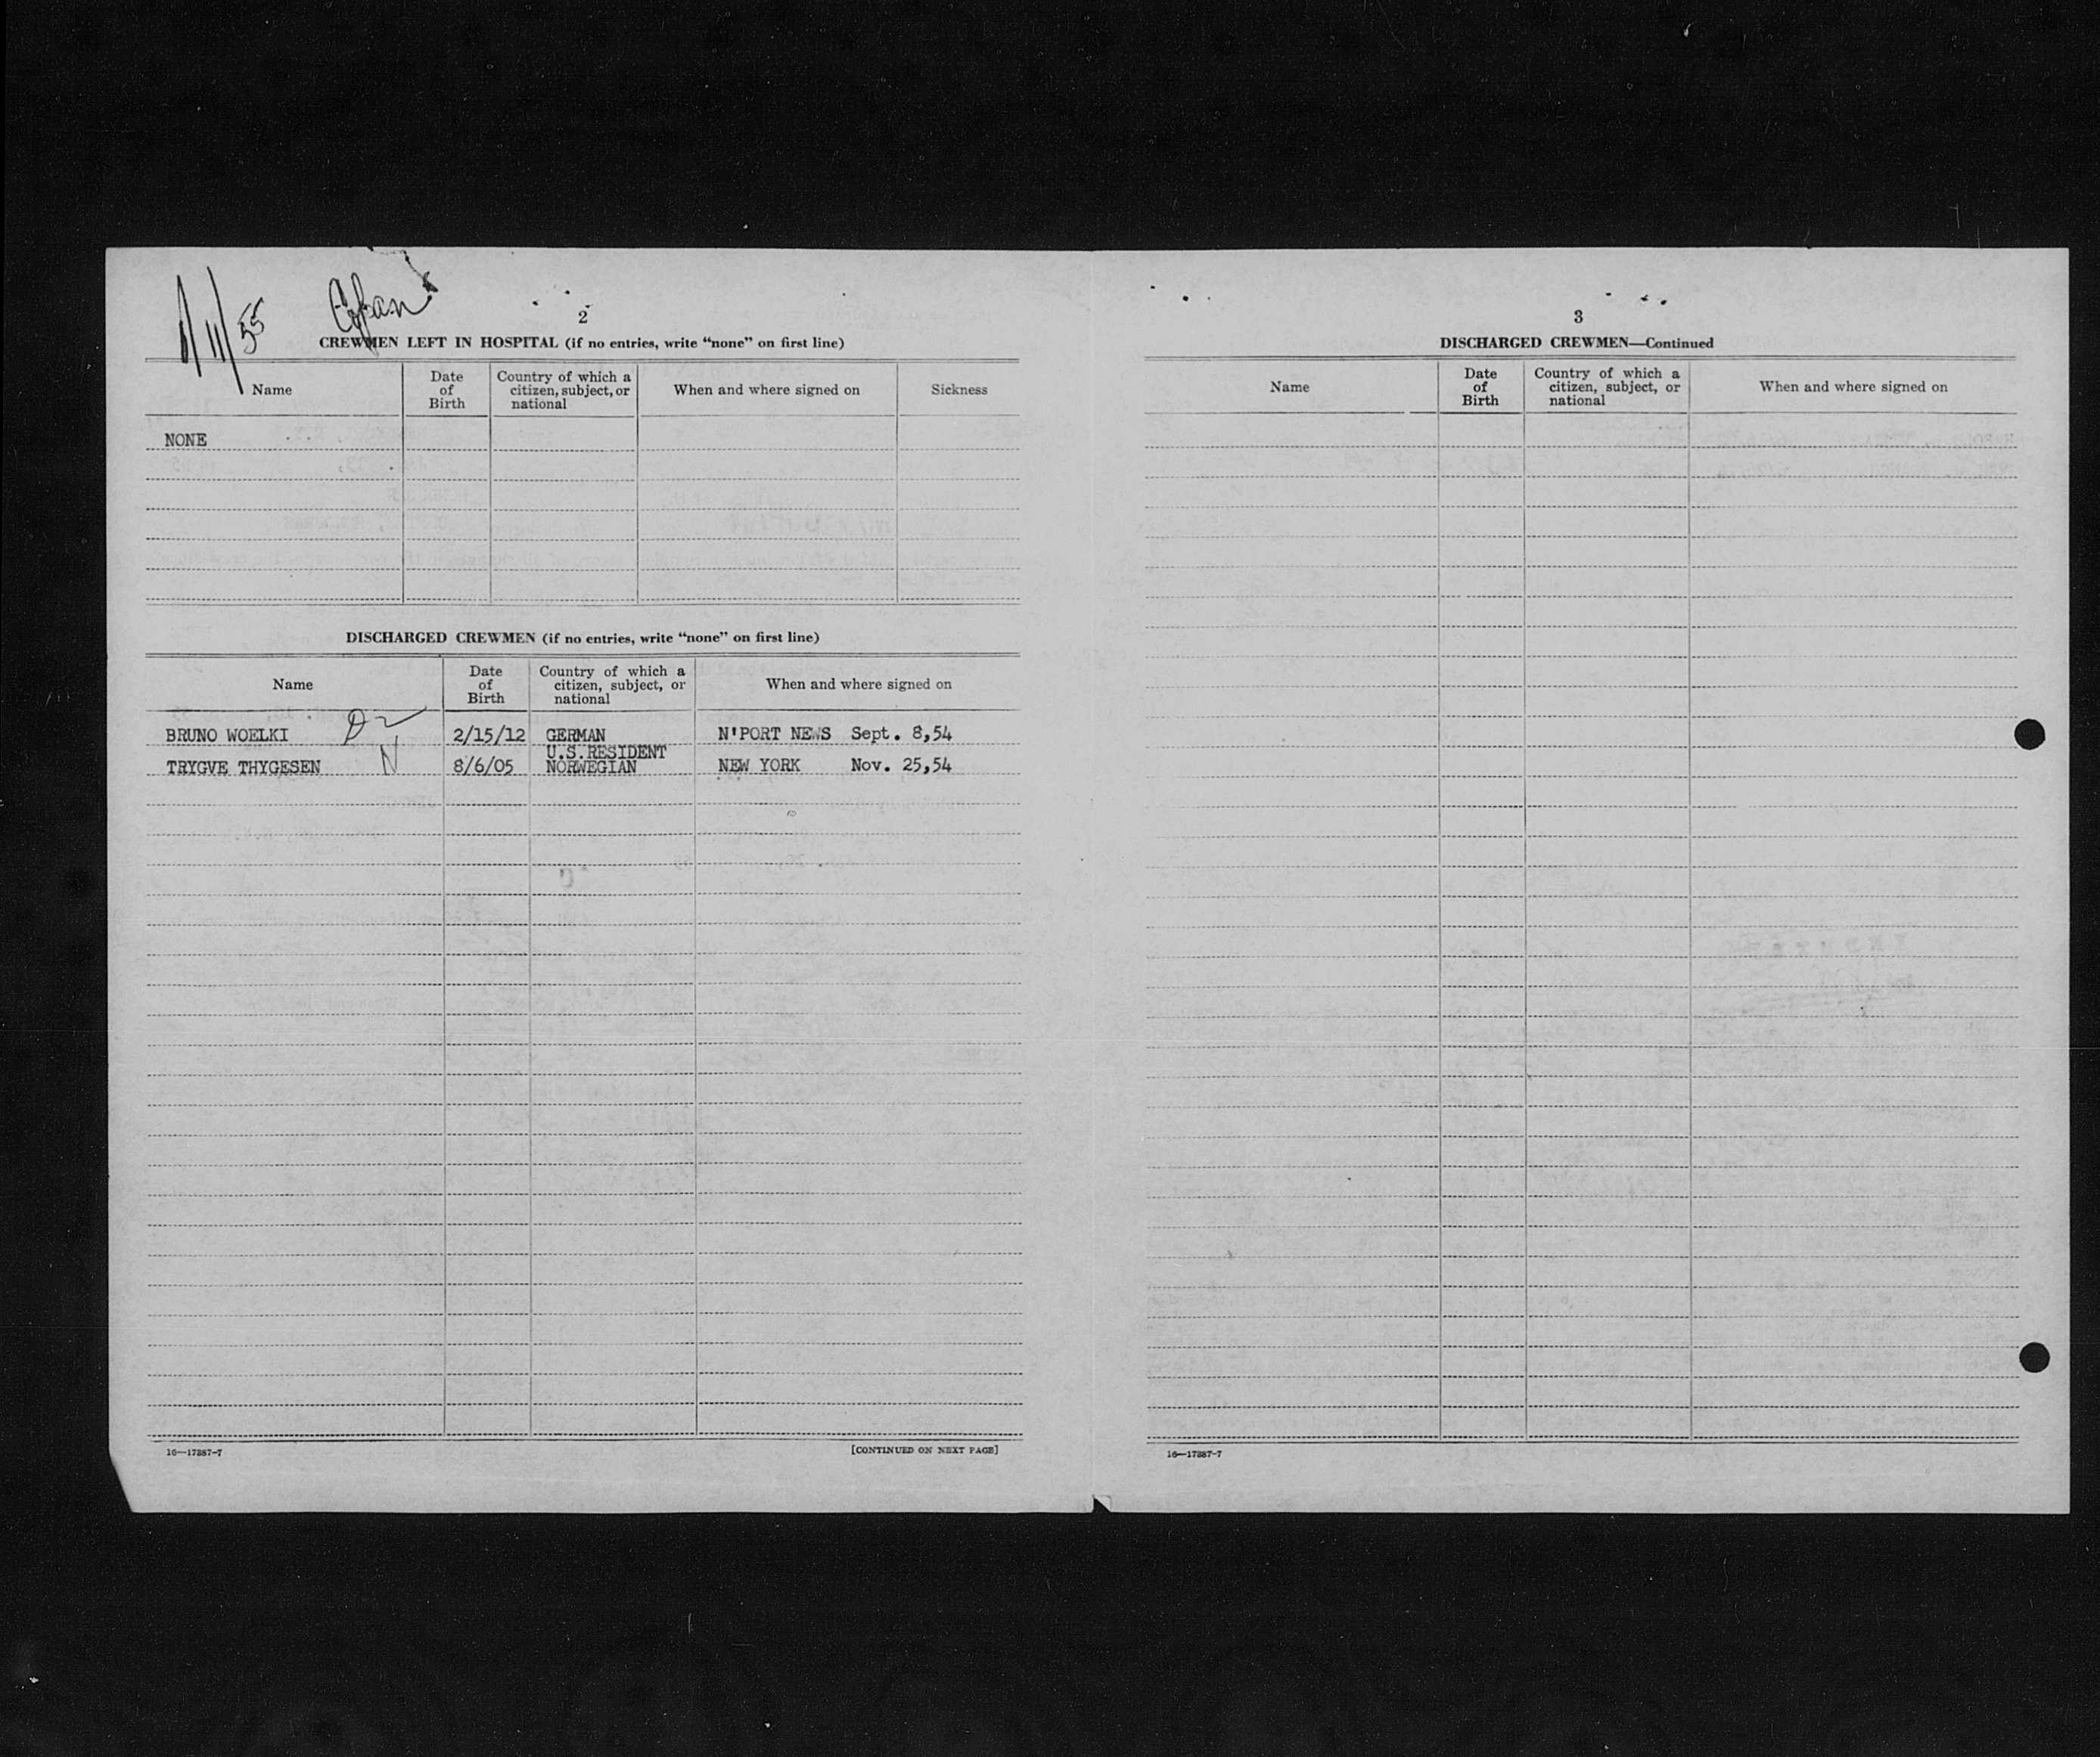 1/11/55
2
CREWMEN LEFT IN HOSPITAL (if no entries, write “none” on first line)
Name
Date of Birth
Country of which a citizen, subject, or national
When and where signed on
Sickness
NONE
DISCHARGED CREWMEN (if no entries, write “none” on first line)
Name
Date of Birth
Country of which a citizen, subject, or national
When and where signed on
BRUNO WOELKI 2/15/12 GERMAN N'PORT NEWS Sept. 8,54
U.S.RESIDENT
TRYGVE THYGESEN N 8/6/05 NORWEGIAN NEW YORK Nov. 25,54
16—17887-7
[CONTINUED ON NEXT PAGE]
3
DISCHARGED CREWMEN—Continued
Name
Date of Birth
Country of which a citizen, subject, or national
When and where signed on
16—17887-7